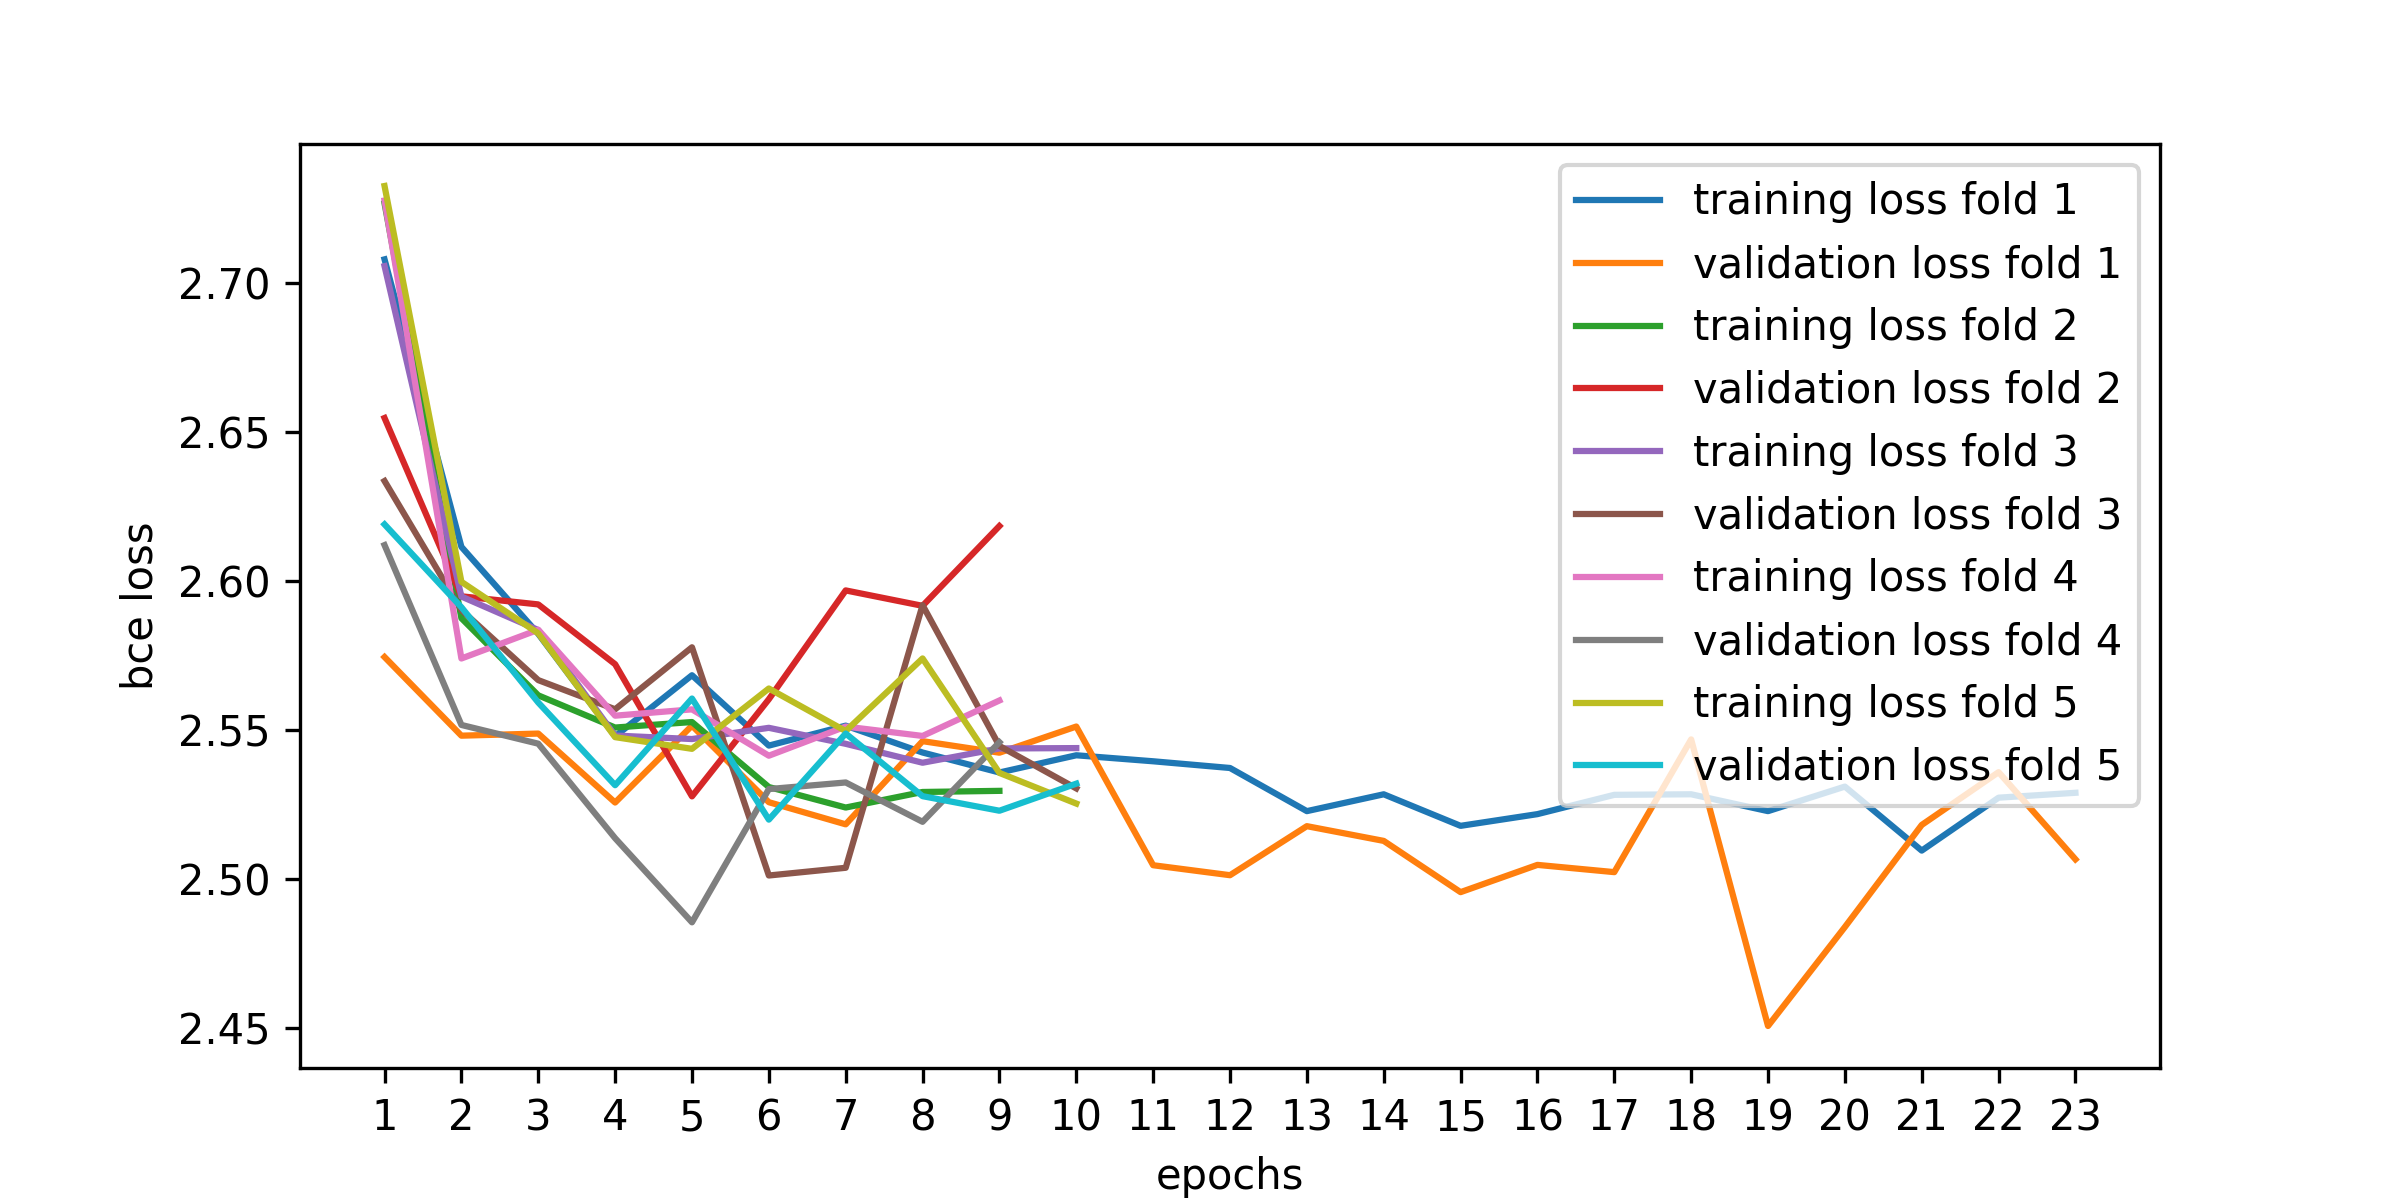 training loss fold 1
validation loss fold 1
training loss fold 2
validation loss fold 2
training loss fold 3
validation loss fold 3
training loss fold 4
validation loss fold 4
training loss fold 5
validation loss fold 5
2.70
2.65
2.60
2.55
2.50
2.45
bce loss
1 2 3 4 5 6 7 8 9 10 11 12 13 14 15 16 17 18 19 20 21 22 23
epochs